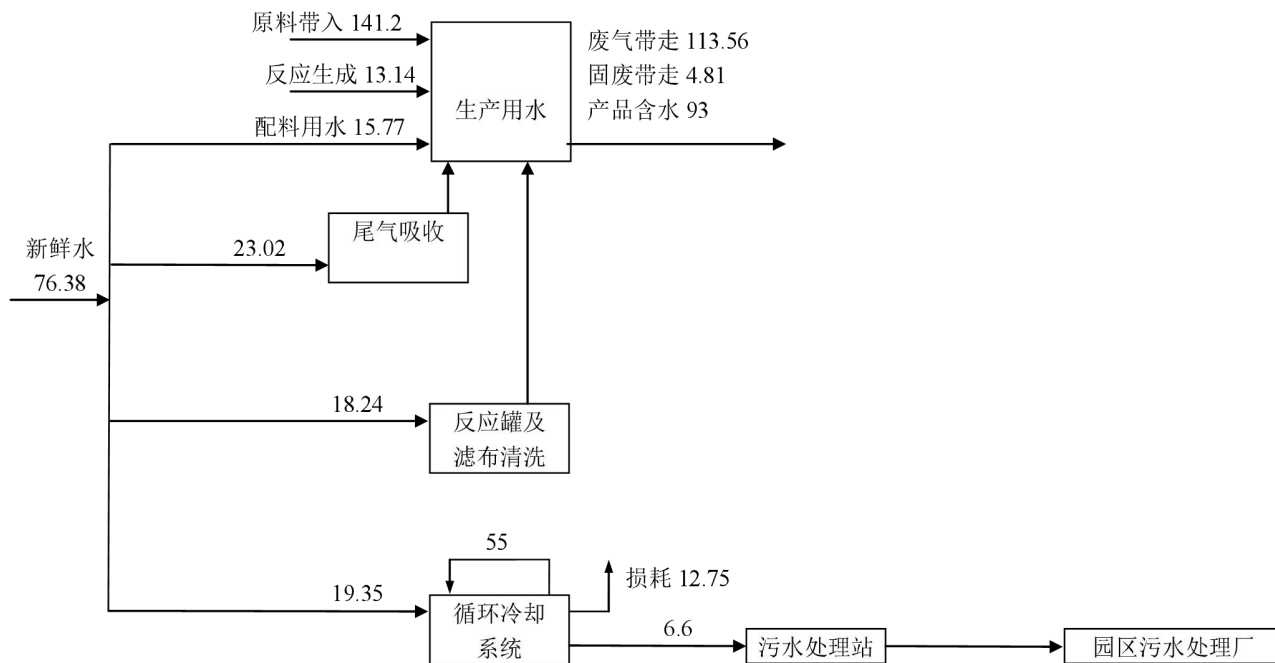 原料带入 141.2
废气带走 113.56
反应生成 13.14
固废带走 4.81
生产用水
产品含水 93
配料用水 15.77
尾气吸收
新鲜水
23.02
76.38
18.24
反应罐及
滤布清洗
55
损耗 12.75
19.35
循环冷却
系统
6.6
污水处理站
园区污水处理厂